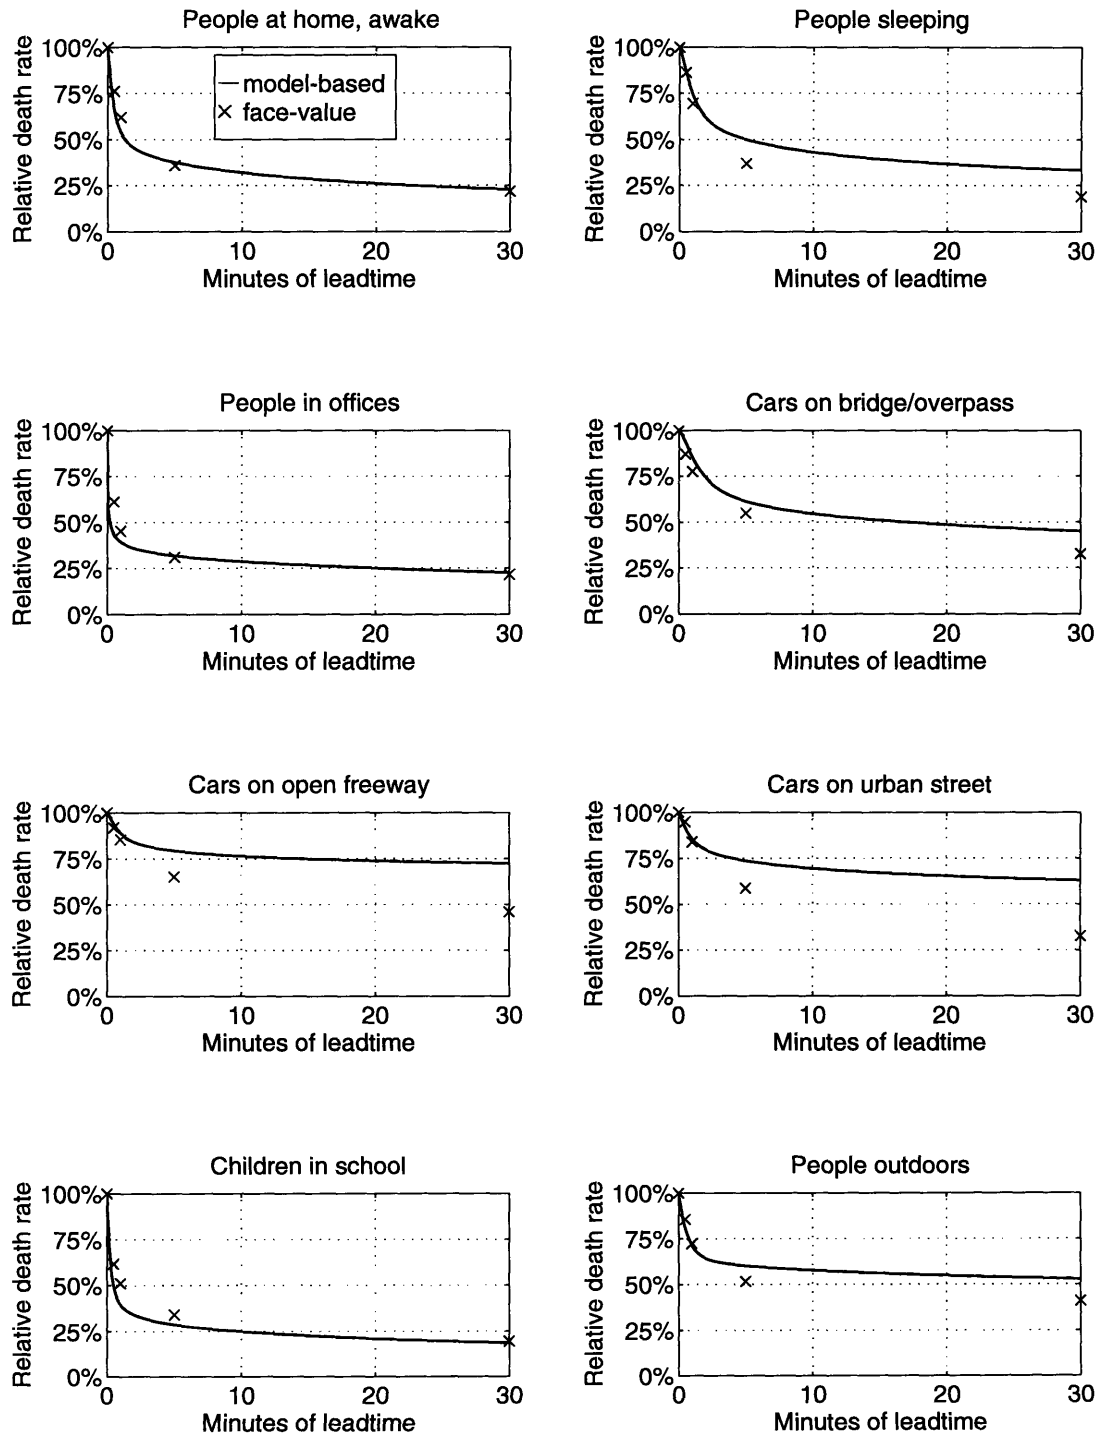 People at home, awake
Relative death rate
100%
75%
50%
25%
0%
model-based
face-value
0 10 20 30
Minutes of leadtime
People sleeping
Relative death rate
100%
75%
50%
25%
0%
0 10 20 30
Minutes of leadtime
People in offices
Relative death rate
100%
75%
50%
25%
0%
0 10 20 30
Minutes of leadtime
Cars on bridge/overpass
Relative death rate
100%
75%
50%
25%
0%
0 10 20 30
Minutes of leadtime
Cars on open freeway
Relative death rate
100%
75%
50%
25%
0%
0 10 20 30
Minutes of leadtime
Cars on urban street
Relative death rate
100%
75%
50%
25%
0%
0 10 20 30
Minutes of leadtime
Children in school
Relative death rate
100%
75%
50%
25%
0%
0 10 20 30
Minutes of leadtime
People outdoors
Relative death rate
100%
75%
50%
25%
0%
0 10 20 30
Minutes of leadtime